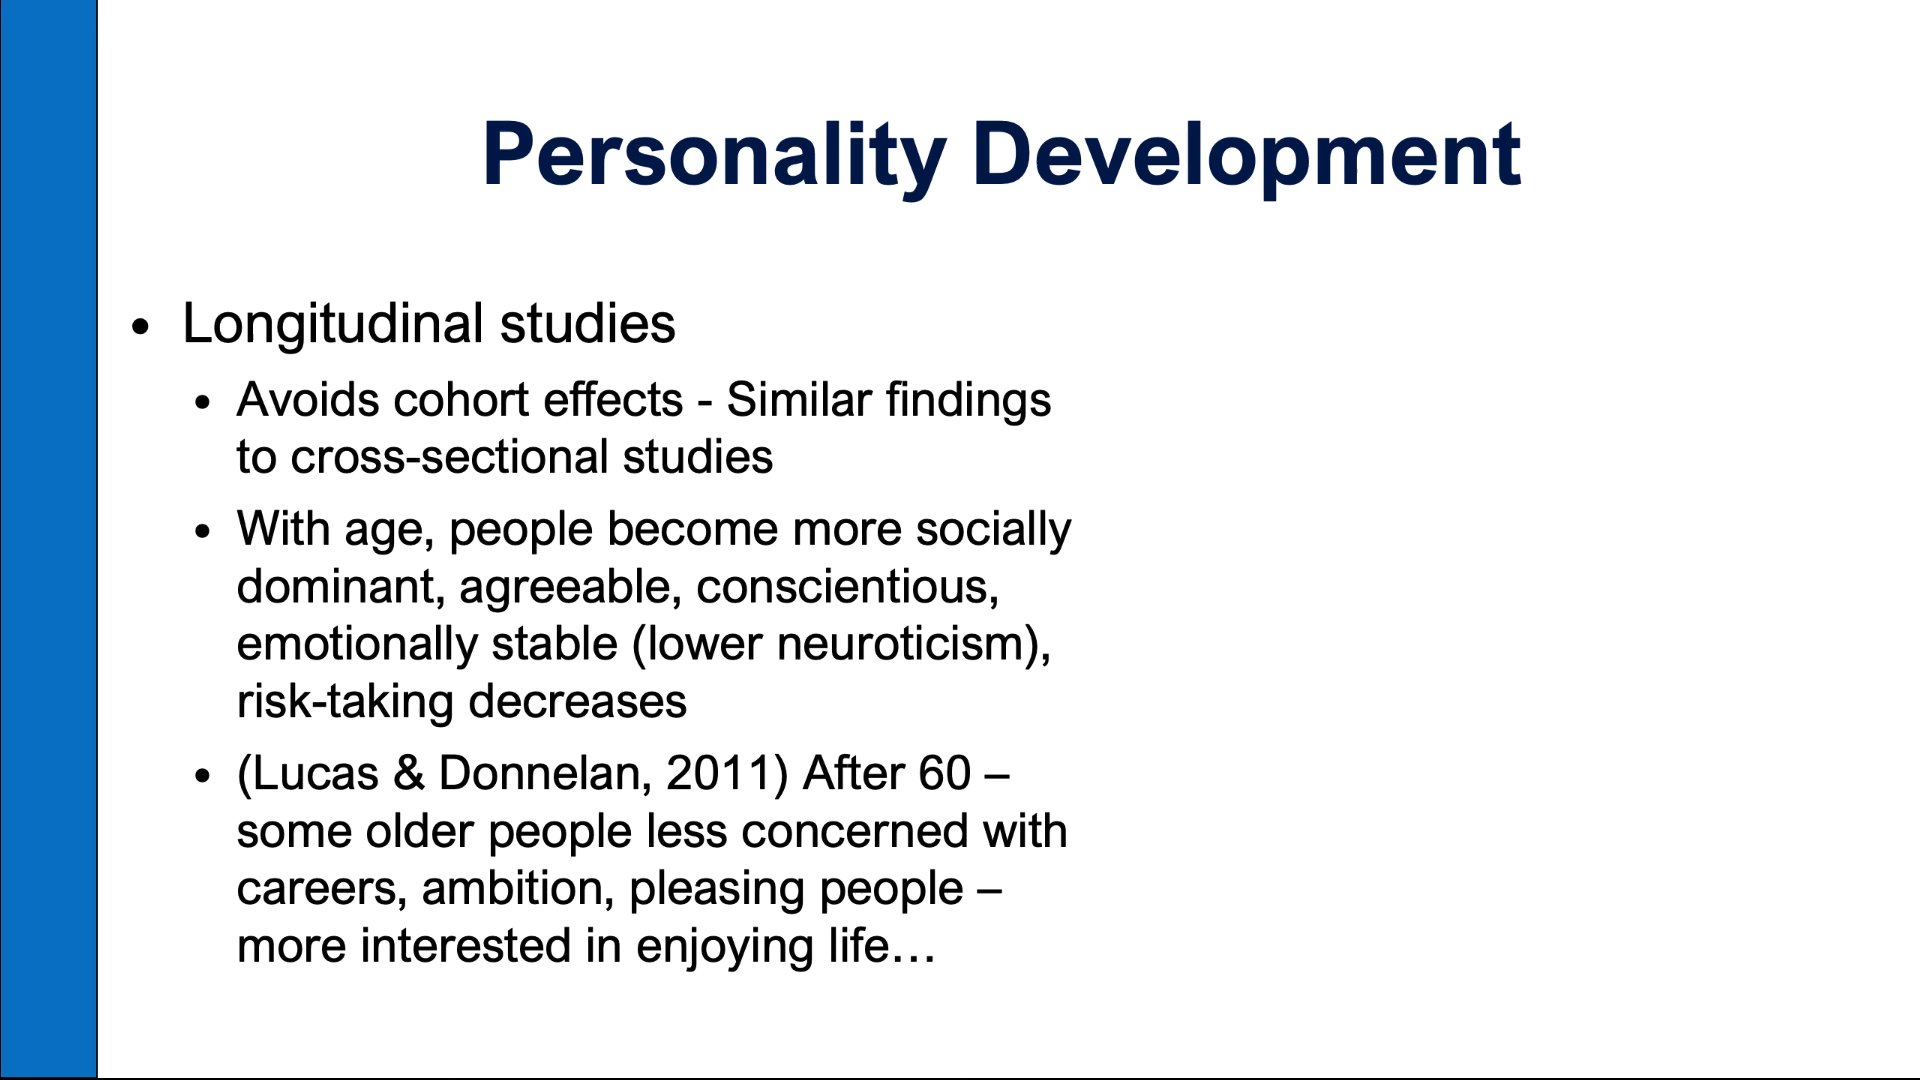 Personality Development
• Longitudinal studies
• Avoids cohort effects - Similar findings
to cross-sectional studies
• With age, people become more socially
dominant, agreeable, conscientious,
emotionally stable (lower neuroticism),
risk-taking decreases
• (Lucas & Donnelan, 2011) After 60 –
some older people less concerned with
careers, ambition, pleasing people –
more interested in enjoying life…